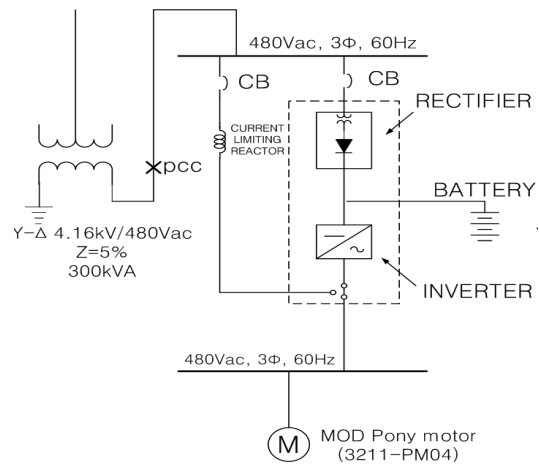 480Vac, 3Φ, 60Hz
CB
CB
RECTIFIER
CURRENT
LIMITING
REACTOR
pcc
BATTERY
Y-Δ 4.16kV/480Vac
Z=5%
300kVA
INVERTER
480Vac, 3Φ, 60Hz
M
MOD Pony motor
(3211-PM04)